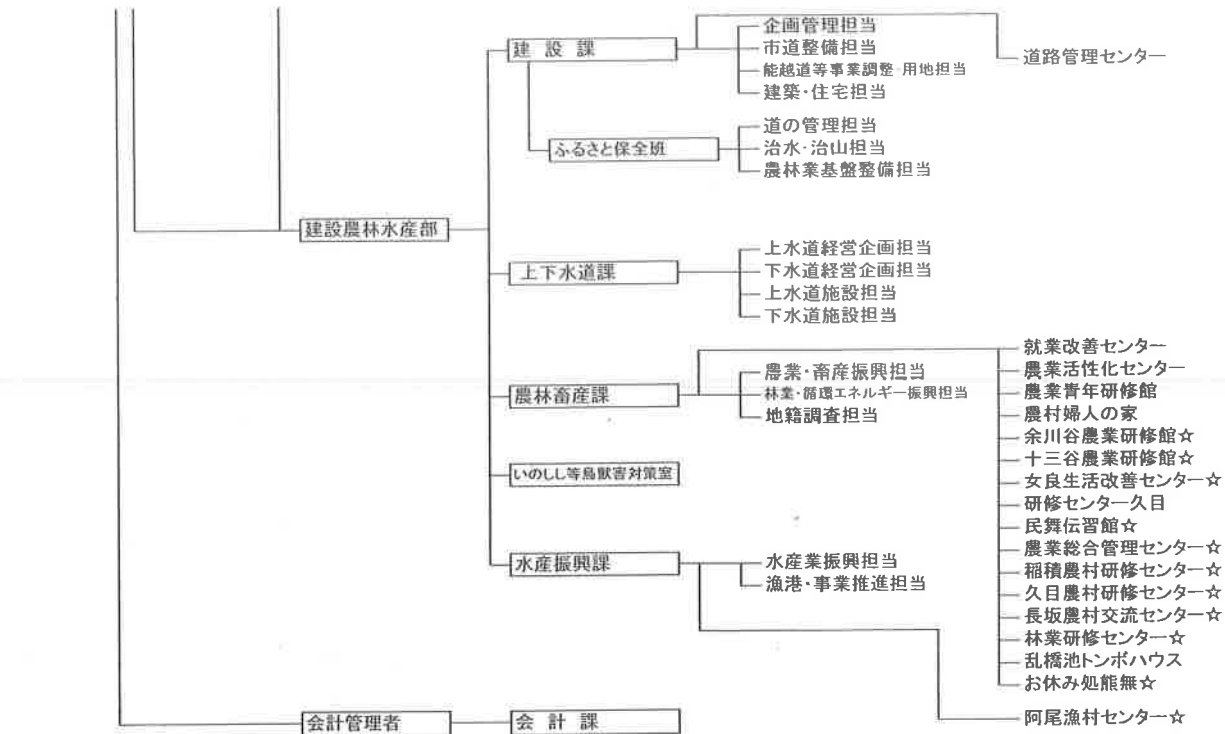 建設課
企画管理担当
市道整備担当
能越道等事業調整・用地担当
建築・住宅担当
道路管理センター
ふるさと保全班
道の管理担当
治水・治山担当
農林業基盤整備担当
建設農林水産部
上下水道課
上水道経営企画担当
下水道経営企画担当
上水道施設担当
下水道施設担当
農林畜産課
農業・畜産振興担当
林業・循環エネルギー振興担当
地籍調査担当
就業改善センター
農業活性化センター
農業青年研修館
農村婦人の家
余川谷農業研修館☆
十三谷農業研修館☆
女良生活改善センター☆
研修センター久目
民舞伝習館☆
農業総合管理センター☆
稲積農村研修センター☆
久目農村研修センター☆
長坂農村交流センター☆
林業研修センター☆
乱橋池トンボハウス
お休み処熊無☆
いのしし等鳥獣害対策室
水産振興課
水産業振興担当
漁港・事業推進担当
阿尾漁村センター☆
会計管理者
会計課